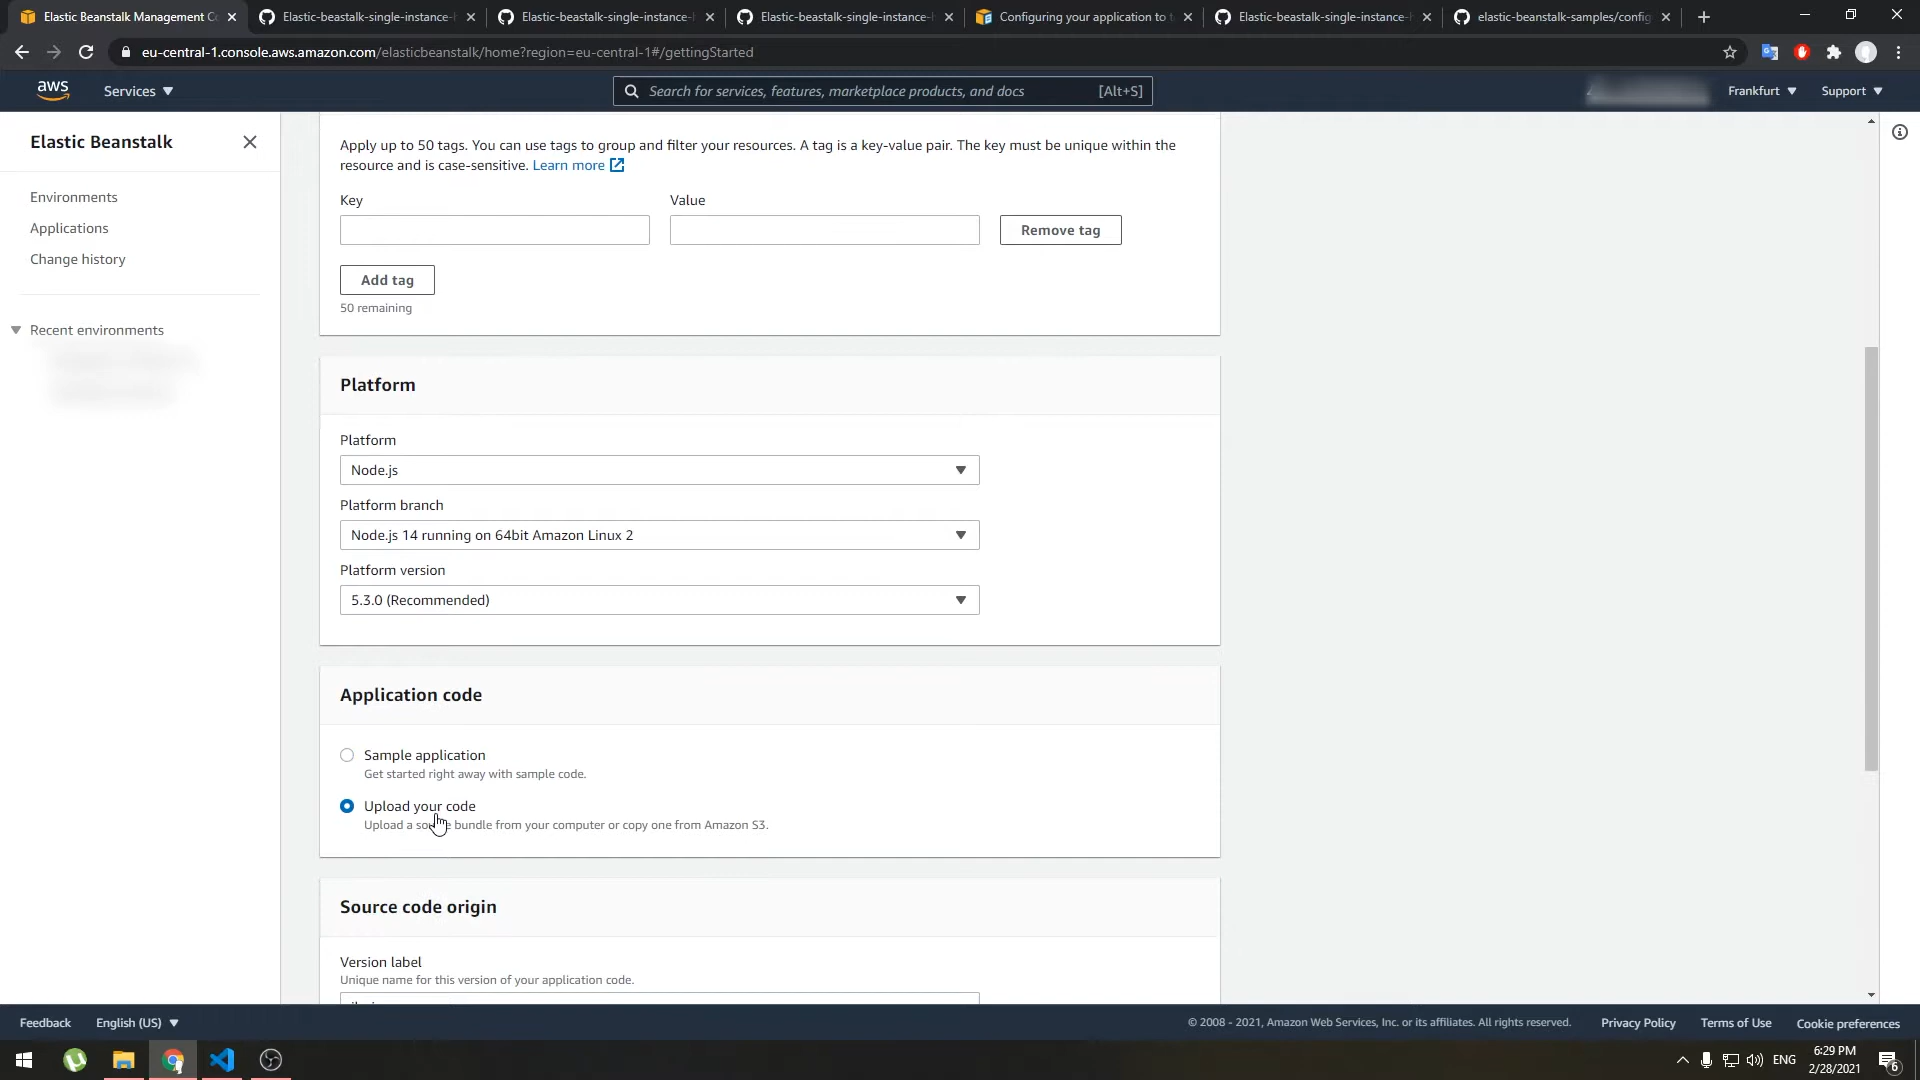 Elastic Beanstalk Management Co
Elastic-beastalk-single-instance-h
Elastic-beastalk-single-instance-l
Elastic-beastalk-single-instance-h
Configuring your application to t
Elastic-beastalk-single-instance-h
elastic-beanstalk-samples/config
eu-central-1.console.aws.amazon.com/elasticbeanstalk/home?region=eu-central-1#/gettingStarted
aws
Services
Search for services, features, marketplace products, and docs
[Alt+S]
Frankfurt
Support
Elastic Beanstalk
Environments
Applications
Change history
Recent environments
Apply up to 50 tags. You can use tags to group and filter your resources. A tag is a key-value pair. The key must be unique within the
resource and is case-sensitive. Learn more
Key
Value
Remove tag
Add tag
50 remaining
Platform
Platform
Node.js
Platform branch
Node.js 14 running on 64bit Amazon Linux 2
Platform version
5.3.0 (Recommended)
Application code
Sample application
Get started right away with sample code.
Upload your code
Upload a source bundle from your computer or copy one from Amazon S3.
Source code origin
Version label
Unique name for this version of your application code.
Feedback
English (US)
© 2008 - 2021, Amazon Web Services, Inc. or its affiliates. All rights reserved.
Privacy Policy
Terms of Use
Cookie preferences
ENG
6:29 PM
2/28/2021
6